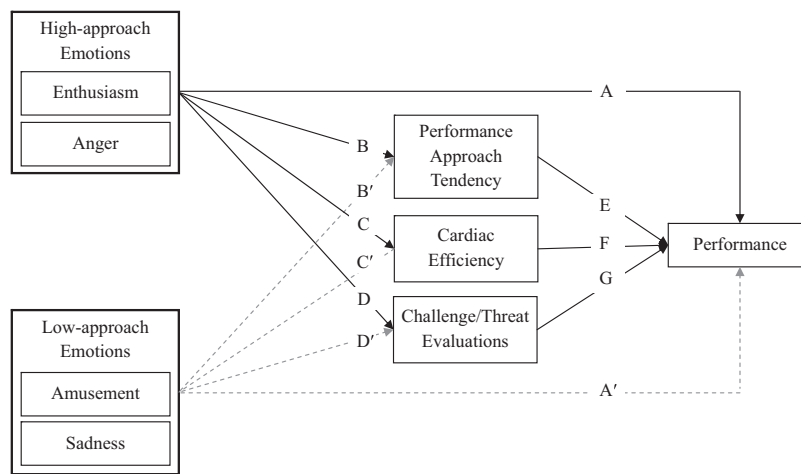 High-approach
Emotions
Enthusiasm
Anger
A
B
Performance
Approach
Tendency
B′
E
C
Cardiac
Efficiency
F
Performance
C′
G
D
Challenge/Threat
Evaluations
D′
Low-approach
Emotions
Amusement
A′
Sadness